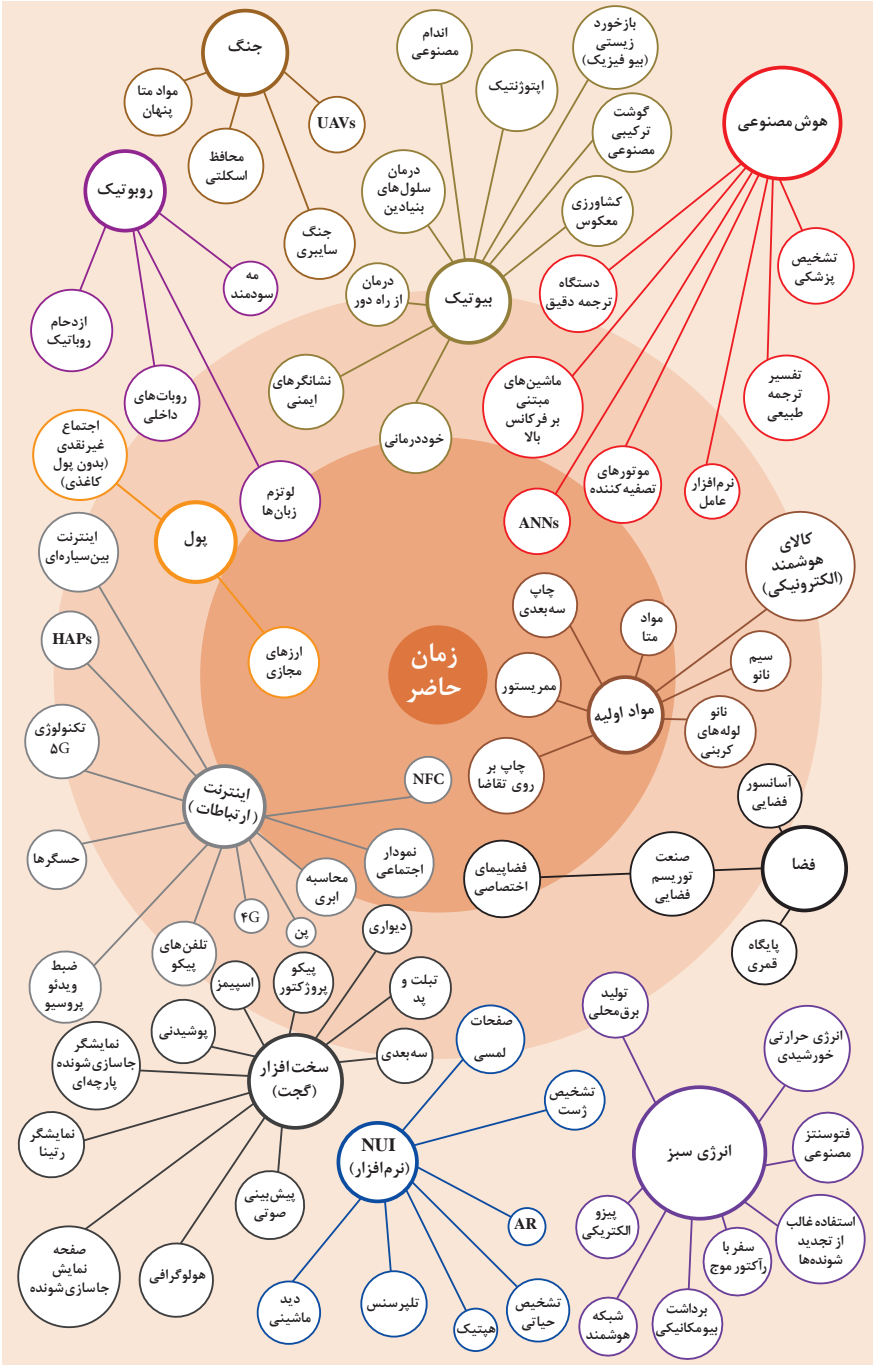 جنگ
مواد متا
پنهان
محافظ
اسکلتی
UAVs
جنگ
سایبری
روبوتیک
ازدحام
روباتیک
روبات‌های
داخلی
مه
سودمند
لوتزم
زبان‌ها
اندام
مصنوعی
اپتوژنتیک
بازخورد
زیستی
(بیو فیزیک)
گوشت
ترکیبی
مصنوعی
کشاورزی
معکوس
درمان
سلول‌های
بنیادین
درمان
از راه دور
بیوتیک
نشانگرهای
ایمنی
خوددرمانی
هوش مصنوعی
تشخیص
پزشکی
دستگاه
ترجمه دقیق
ماشین‌های
مبتنی
بر فرکانس
بالا
تفسیر
ترجمه
طبیعی
موتورهای
تصفیه‌کننده
نرم‌افزار
عامل
ANNs
اجتماع
غیرنقدی
(بدون پول
کاغذی)
پول
ارزهای
مجازی
زمان
حاضر
کالای
هوشمند
(الکترونیکی)
چاپ
سه‌بعدی
مواد
متا
سیم
نانو
ممریستور
مواد اولیه
نانو
لوله‌های
کربنی
چاپ بر
روی تقاضا
اینترنت
بین‌سیاره‌ای
HAPs
تکنولوژی
۵G
اینترنت
(ارتباطات)
NFC
حسگرها
نمودار
اجتماعی
محاسبه
ابری
۴G
پن
تلفن‌های
پیکو
ضبط
ویدئو
پروسیو
آسانسور
فضایی
فضا
صنعت
توریسم
فضایی
فضاپیمای
اختصاصی
پایگاه
قمری
دیواری
پیکو
پروژکتور
اسپیمز
تبلت و
پد
پوشیدنی
سه‌بعدی
نمایشگر
جاسازی‌شونده
پارچه‌ای
سخت‌افزار
(گجت)
نمایشگر
رتینا
پیش‌بینی
صوتی
هولوگرافی
صفحه
نمایش
جاسازی‌شونده
صفحات
لمسی
تشخیص
ژست
NUI
(نرم‌افزار)
AR
دید
ماشینی
تلپرسنس
هپتیک
تشخیص
حیاتی
تولید
برق‌محلی
انرژی حرارتی
خورشیدی
انرژی سبز
فتوسنتز
مصنوعی
پیزو
الکتریکی
استفاده غالب
از تجدید
شونده‌ها
سفر با
رآکتور موج
شبکه
هوشمند
برداشت
بیومکانیکی